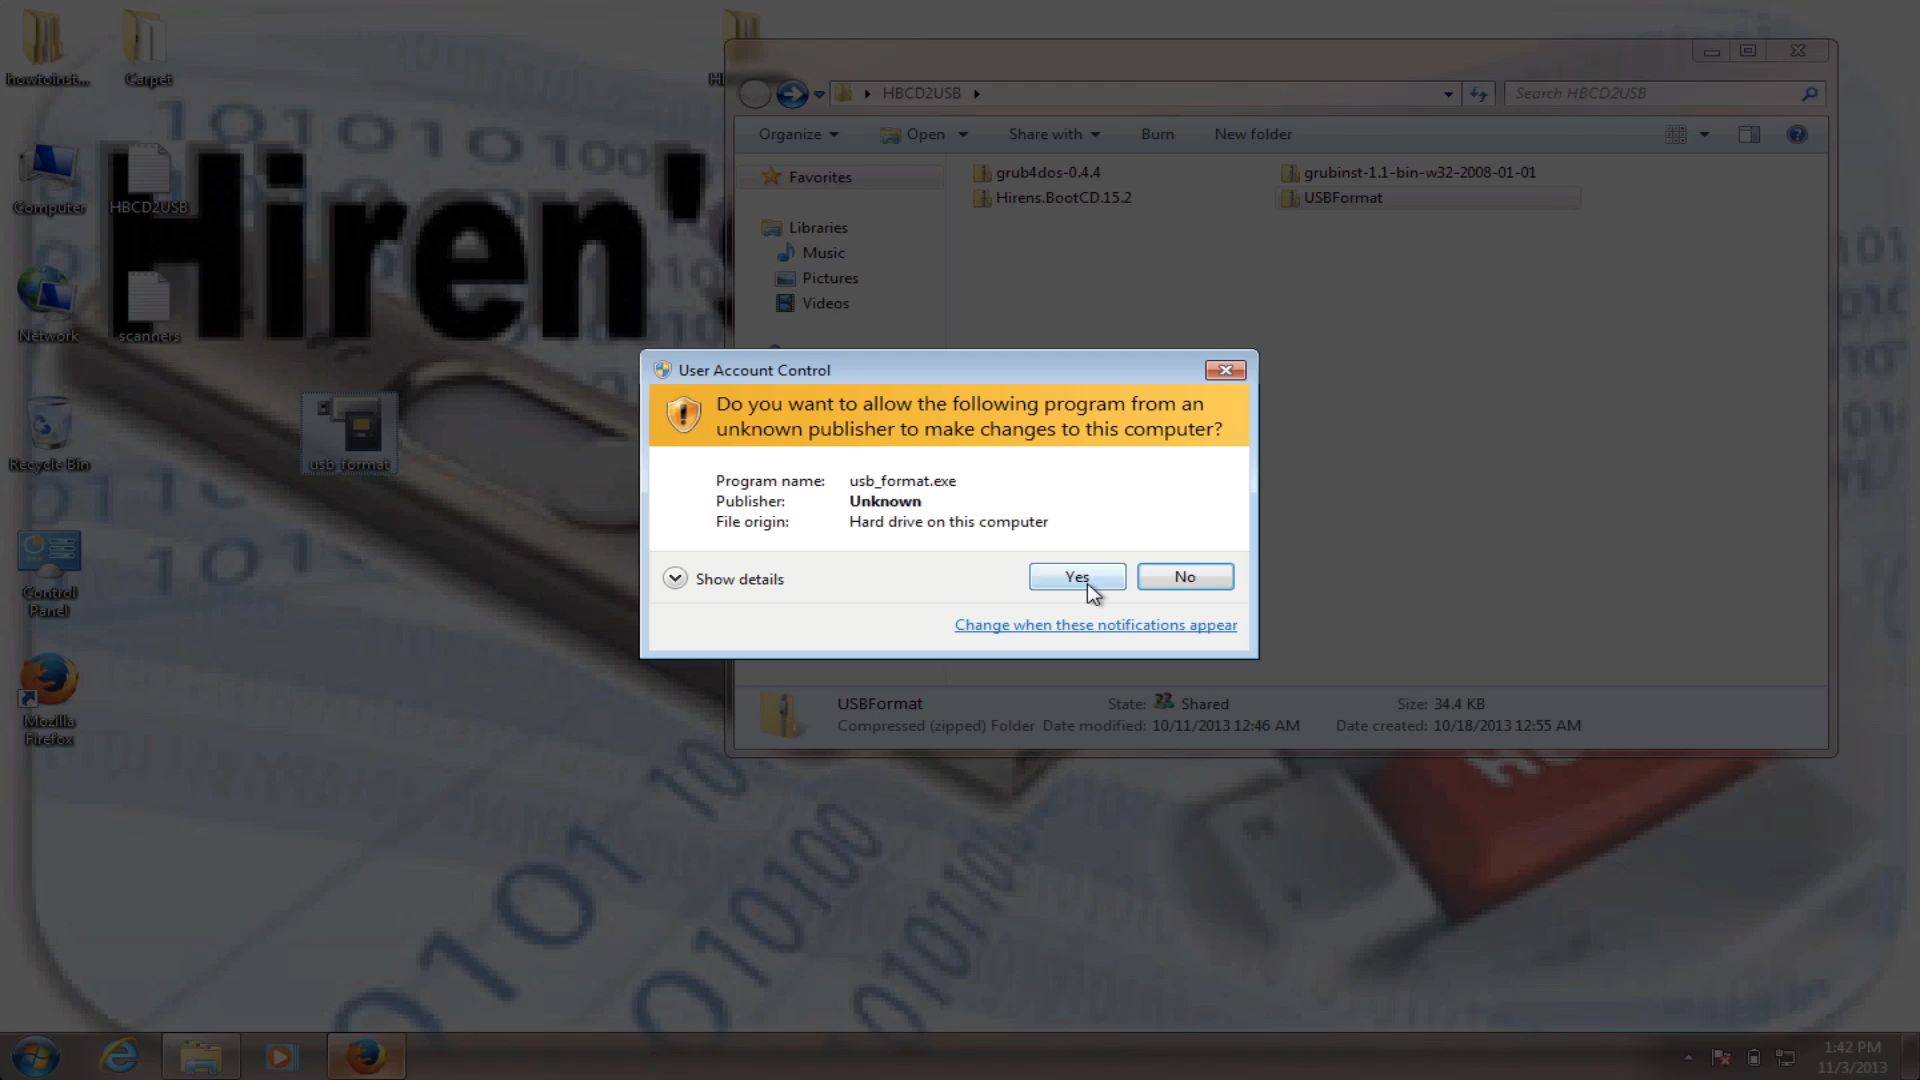 howtoinst...
Carpet
Computer
HBCD2USB
Network
scanners
Recycle Bin
usb_format
Control
Panel
Mozilla
Firefox
Hiren's
HBCD2USB
Search HBCD2USB
Organize
Open
Share with
Burn
New folder
Favorites
Libraries
Music
Pictures
Videos
grub4dos-0.4.4
grubinst-1.1-bin-w32-2008-01-01
Hirens.BootCD.15.2
USBFormat
User Account Control
Do you want to allow the following program from an
unknown publisher to make changes to this computer?
Program name: usb_format.exe
Publisher: Unknown
File origin: Hard drive on this computer
Show details
Yes
No
Change when these notifications appear
USBFormat State: Shared Size: 34.4 KB
Compressed (zipped) Folder Date modified: 10/11/2013 12:46 AM Date created: 10/18/2013 12:55 AM
1:42 PM
11/3/2013